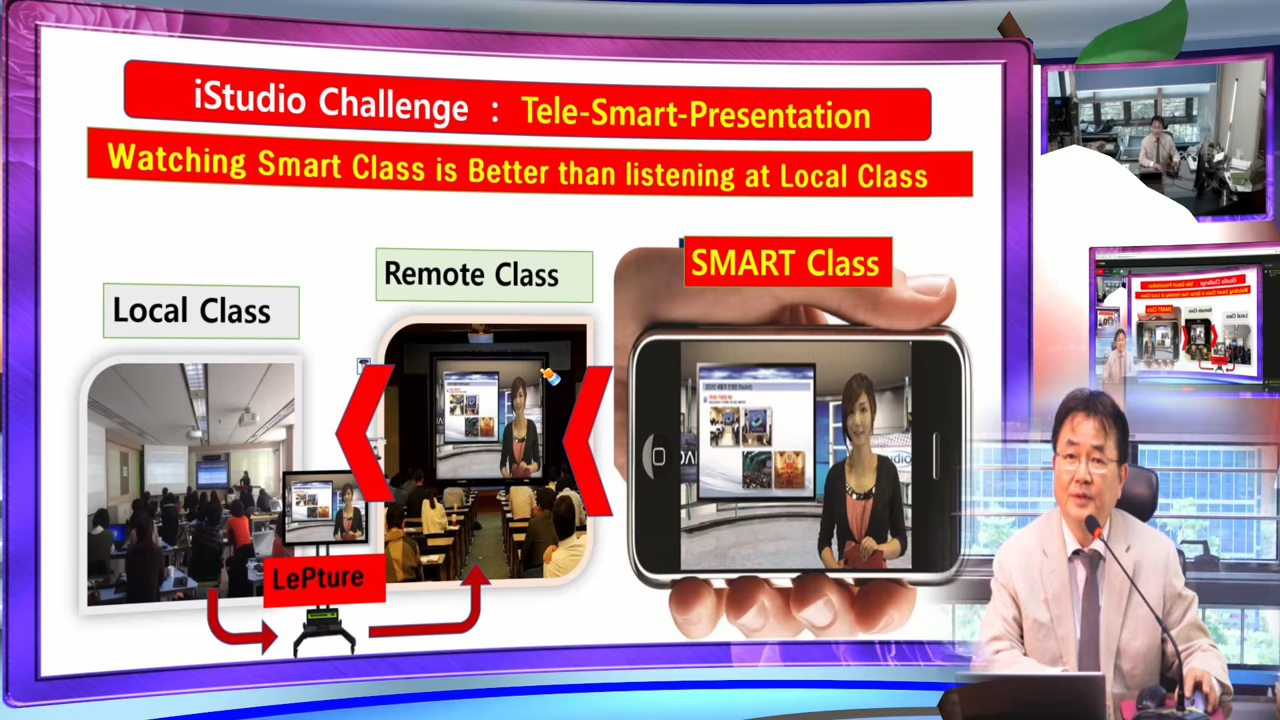 iStudio Challenge : Tele-Smart-Presentation
Watching Smart Class is Better than listening at Local Class
Local Class
Remote Class
SMART Class
LePture